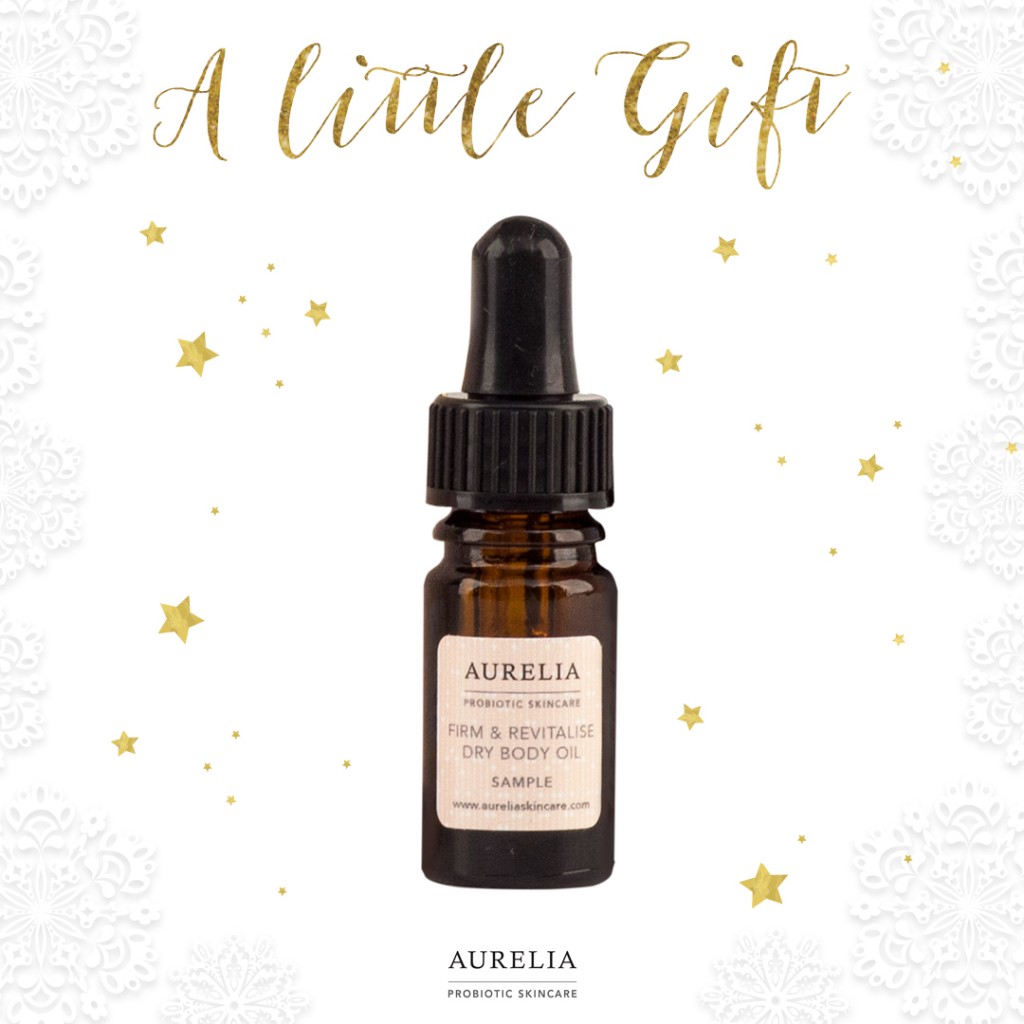 A little Gift
AURELIA
PROBIOTIC SKINCARE
FIRM & REVITALISE
DRY BODY OIL
SAMPLE
www.aureliaskincare.com
AURELIA
PROBIOTIC SKINCARE